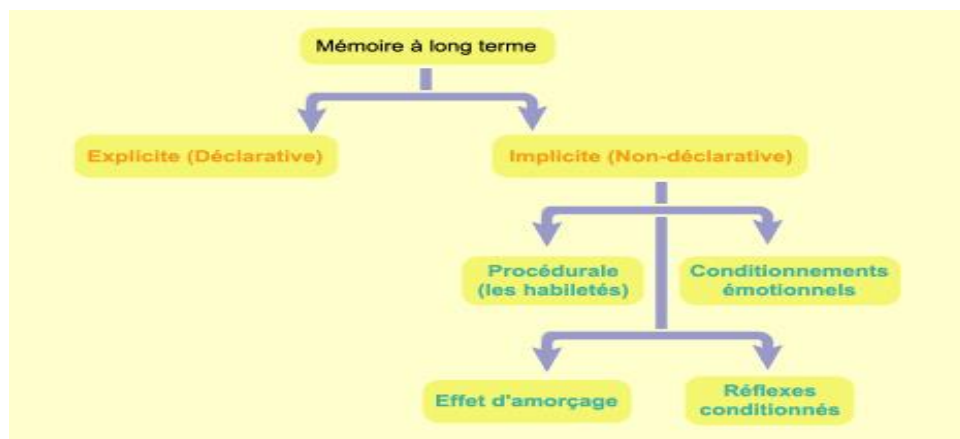 Mémoire à long terme
Explicite (Déclarative)
Implicite (Non-déclarative)
Procédurale
(les habiletés)
Conditionnements
émotionnels
Effet d'amorçage
Réflexes
conditionnés